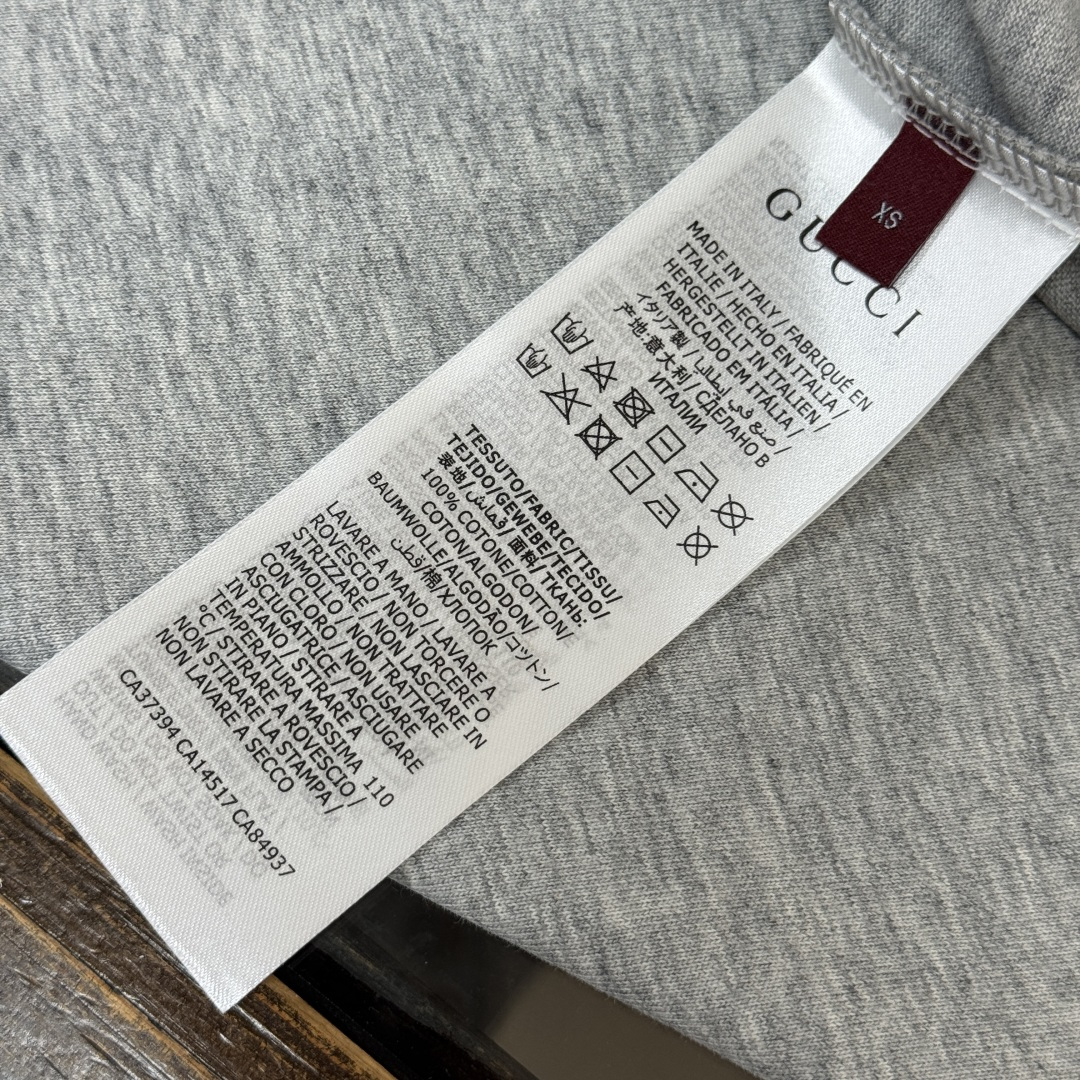 XS
GUCCI
MADE IN ITALY / FABRIQUÉ EN
ITALIE / HECHO EN ITALIA /
HERGESTELLT IN ITALIEN /
FABRICADO EM ITÁLIA /
イタリア製 / صنع في إيطاليا /
产地:意大利 / СДЕЛАНО В
ИТАЛИИ
TESSUTO/FABRIC/TISSU/
TEJIDO/GEWEBE/TECIDO/
表地/قماش/面料/ТКАНЬ:
100% COTONE/COTTON/
COTON/ALGODON/
BAUMWOLLE/ALGODÃO/コットン/
قطن/棉/ХЛОПОК
LAVARE A MANO / LAVARE A
ROVESCIO / NON TORCERE O
STRIZZARE / NON LASCIARE IN
AMMOLLO / NON TRATTARE
CON CLORO / NON USARE
ASCIUGATRICE / ASCIUGARE
IN PIANO / STIRARE A
TEMPERATURA MASSIMA 110
°C / STIRARE A ROVESCIO /
NON STIRARE LA STAMPA /
NON LAVARE A SECCO
CA37394 CA14517 CA84937